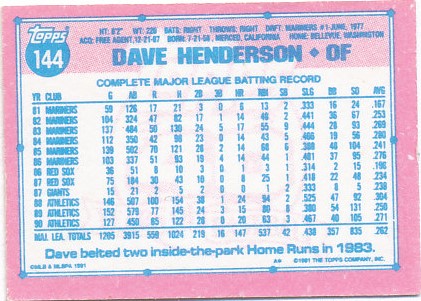 topps
144
HT: 6'2" WT: 220 BATS: RIGHT THROWS: RIGHT DRFT: MARINERS #1-JUNE, 1977
ACQ: FREE AGENT, 12-21-87 BORN: 7-21-58, MERCED, CALIFORNIA HOME: BELLEVUE, WASHINGTON
DAVE HENDERSON • OF
COMPLETE MAJOR LEAGUE BATTING RECORD
YR CLUB G AB R H 2B 3B HR RBI SB SLG BB SO AVG
81 MARINERS 59 126 17 21 3 0 6 13 2 .333 16 24 .167
82 MARINERS 104 324 47 82 17 1 14 48 2 .441 36 67 .253
83 MARINERS 137 484 50 130 24 5 17 55 9 .444 28 93 .269
84 MARINERS 112 350 42 98 23 0 14 43 5 .466 19 56 .280
85 MARINERS 139 502 70 121 28 2 14 68 6 .388 48 104 .241
86 MARINERS 103 337 51 93 19 4 14 44 1 .481 37 95 .276
86 RED SOX 36 51 8 10 3 0 1 3 1 .314 2 15 .196
87 RED SOX 75 184 30 43 10 0 8 25 1 .418 22 48 .234
87 GIANTS 15 21 2 5 2 0 0 1 2 .333 8 5 .238
88 ATHLETICS 146 507 100 154 38 1 24 94 2 .525 47 92 .304
89 ATHLETICS 152 579 77 145 24 3 15 80 8 .380 54 131 .250
90 ATHLETICS 127 450 65 122 28 0 20 63 3 .467 40 105 .271
MAJ. LEA. TOTALS 1205 3915 559 1024 219 16 147 537 42 .438 357 835 .262
Dave belted two inside-the-park Home Runs in 1983.
©MLB & MLBPA 1991 A* ©1991 THE TOPPS COMPANY, INC.